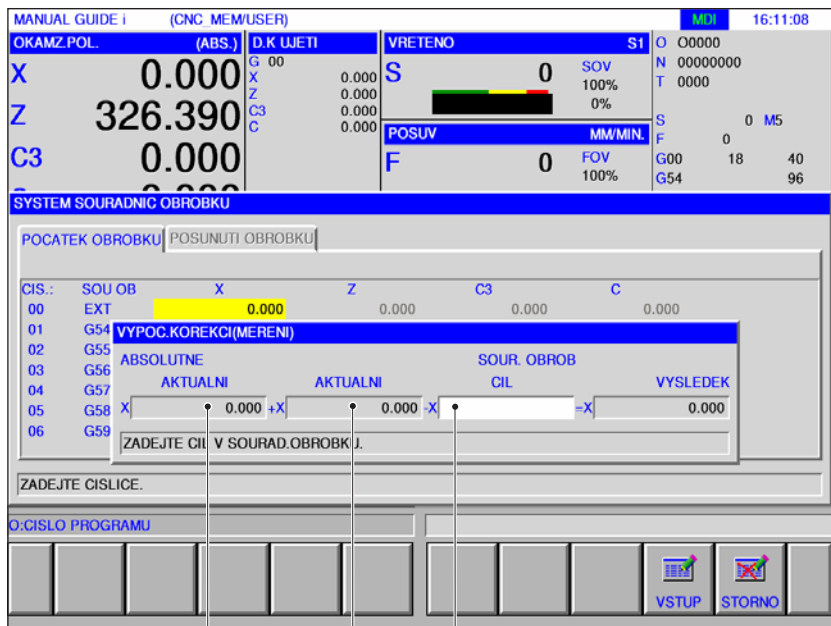 MANUAL GUIDE i (CNC_MEM/USER) MDI 16:11:08
OKAMZ.POL. (ABS.) D.K UJETI VRETENO S1 O O0000
G 00 N 00000000
X 0.000 X 0.000 S 0 SOV T 0000
Z 0.000 100%
Z 326.390 C3 0.000 0% S 0 M5
C 0.000 POSUV MM/MIN. F 0
C3 0.000 F 0 FOV G00 18 40
100% G54 96
SYSTEM SOURADNIC OBROBKU
POCATEK OBROBKU POSUNUTI OBROBKU
CIS.: SOU OB X Z C3 C
00 EXT 0.000 0.000 0.000 0.000
01 G54 VYPOC.KOREKCI(MERENI)
02 G55 ABSOLUTNE SOUR. OBROB
03 G56
04 G57 AKTUALNI AKTUALNI CIL VYSLEDEK
05 G58 X 0.000 +X 0.000 -X =X 0.000
06 G59 ZADEJTE CIL V SOURAD.OBROBKU.
ZADEJTE CISLICE.
O:CISLO PROGRAMU
VSTUP STORNO